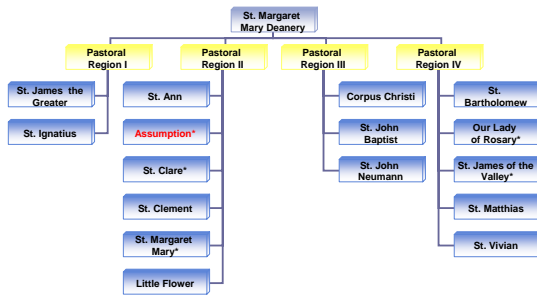 St. Margaret
Mary Deanery
Pastoral
Region I
Pastoral
Region II
Pastoral
Region III
Pastoral
Region IV
St. James the
Greater
St. Ignatius
St. Ann
Assumption*
St. Clare*
St. Clement
St. Margaret
Mary*
Little Flower
Corpus Christi
St. John
Baptist
St. John
Neumann
St.
Bartholomew
Our Lady
of Rosary*
St. James of the
Valley*
St. Matthias
St. Vivian